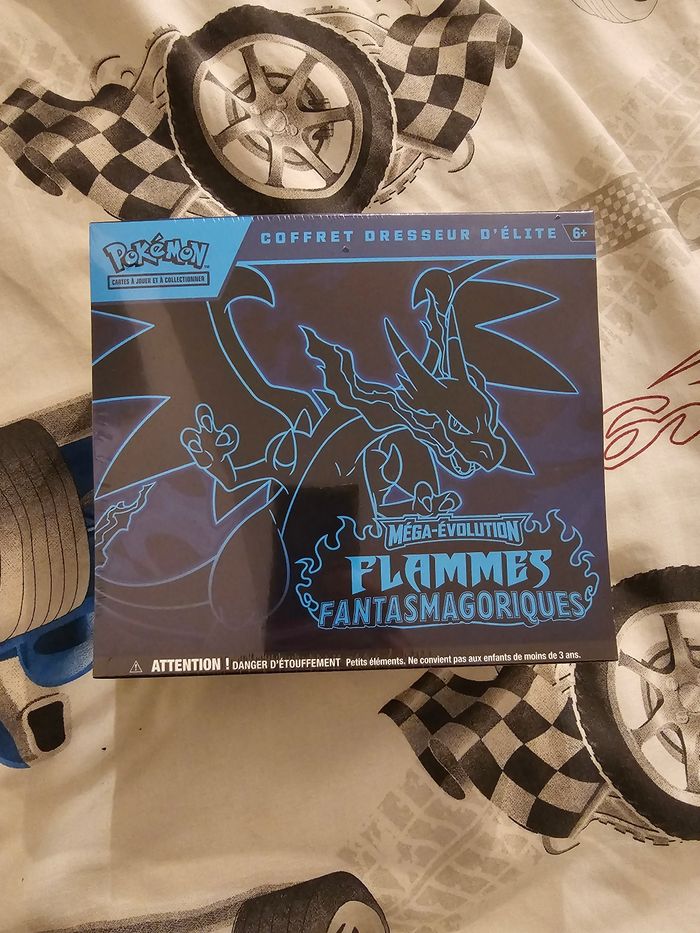 POKÉMON
CARTES À JOUER ET À COLLECTIONNER
COFFRET DRESSEUR D'ÉLITE 6+
MÉGA-ÉVOLUTION
FLAMMES
FANTASMAGORIQUES
ATTENTION ! DANGER D'ÉTOUFFEMENT Petits éléments. Ne convient pas aux enfants de moins de 3 ans.